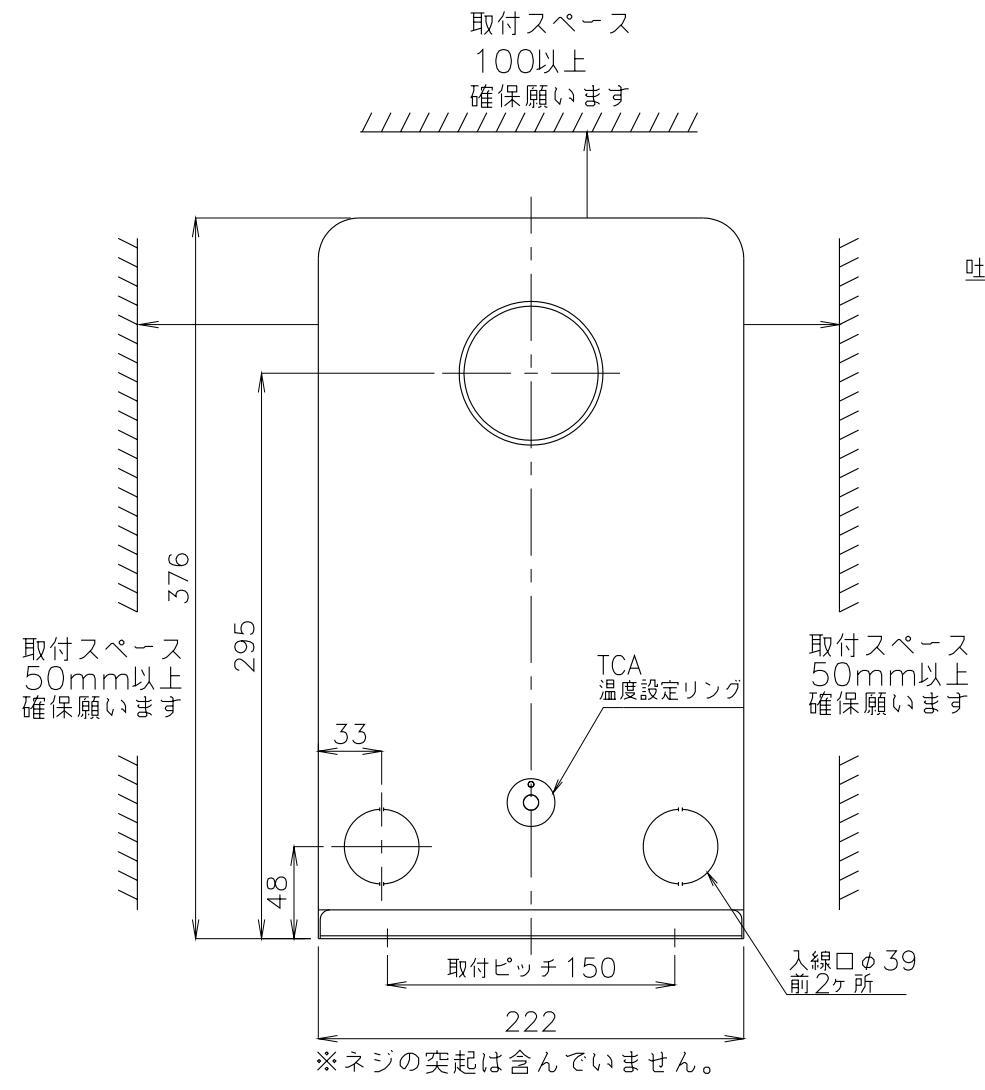 取付スペース
100以上
確保願います
吐
376
295
取付スペース
50mm以上
確保願います
取付スペース
50mm以上
確保願います
TCA
温度設定リング
33
48
入線口φ39
前2ヶ所
取付ピッチ150
222
※ネジの突起は含んでいません。